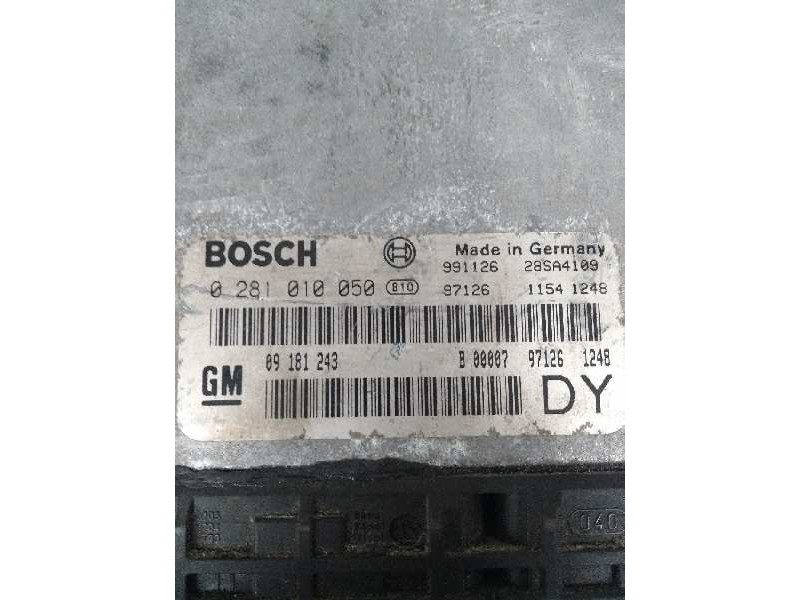 BOSCH Made in Germany
991126 28SA4109
0 281 010 050 810 97126 1154 1248
09 181 243 B 00007 97126 1248
GM DY
040